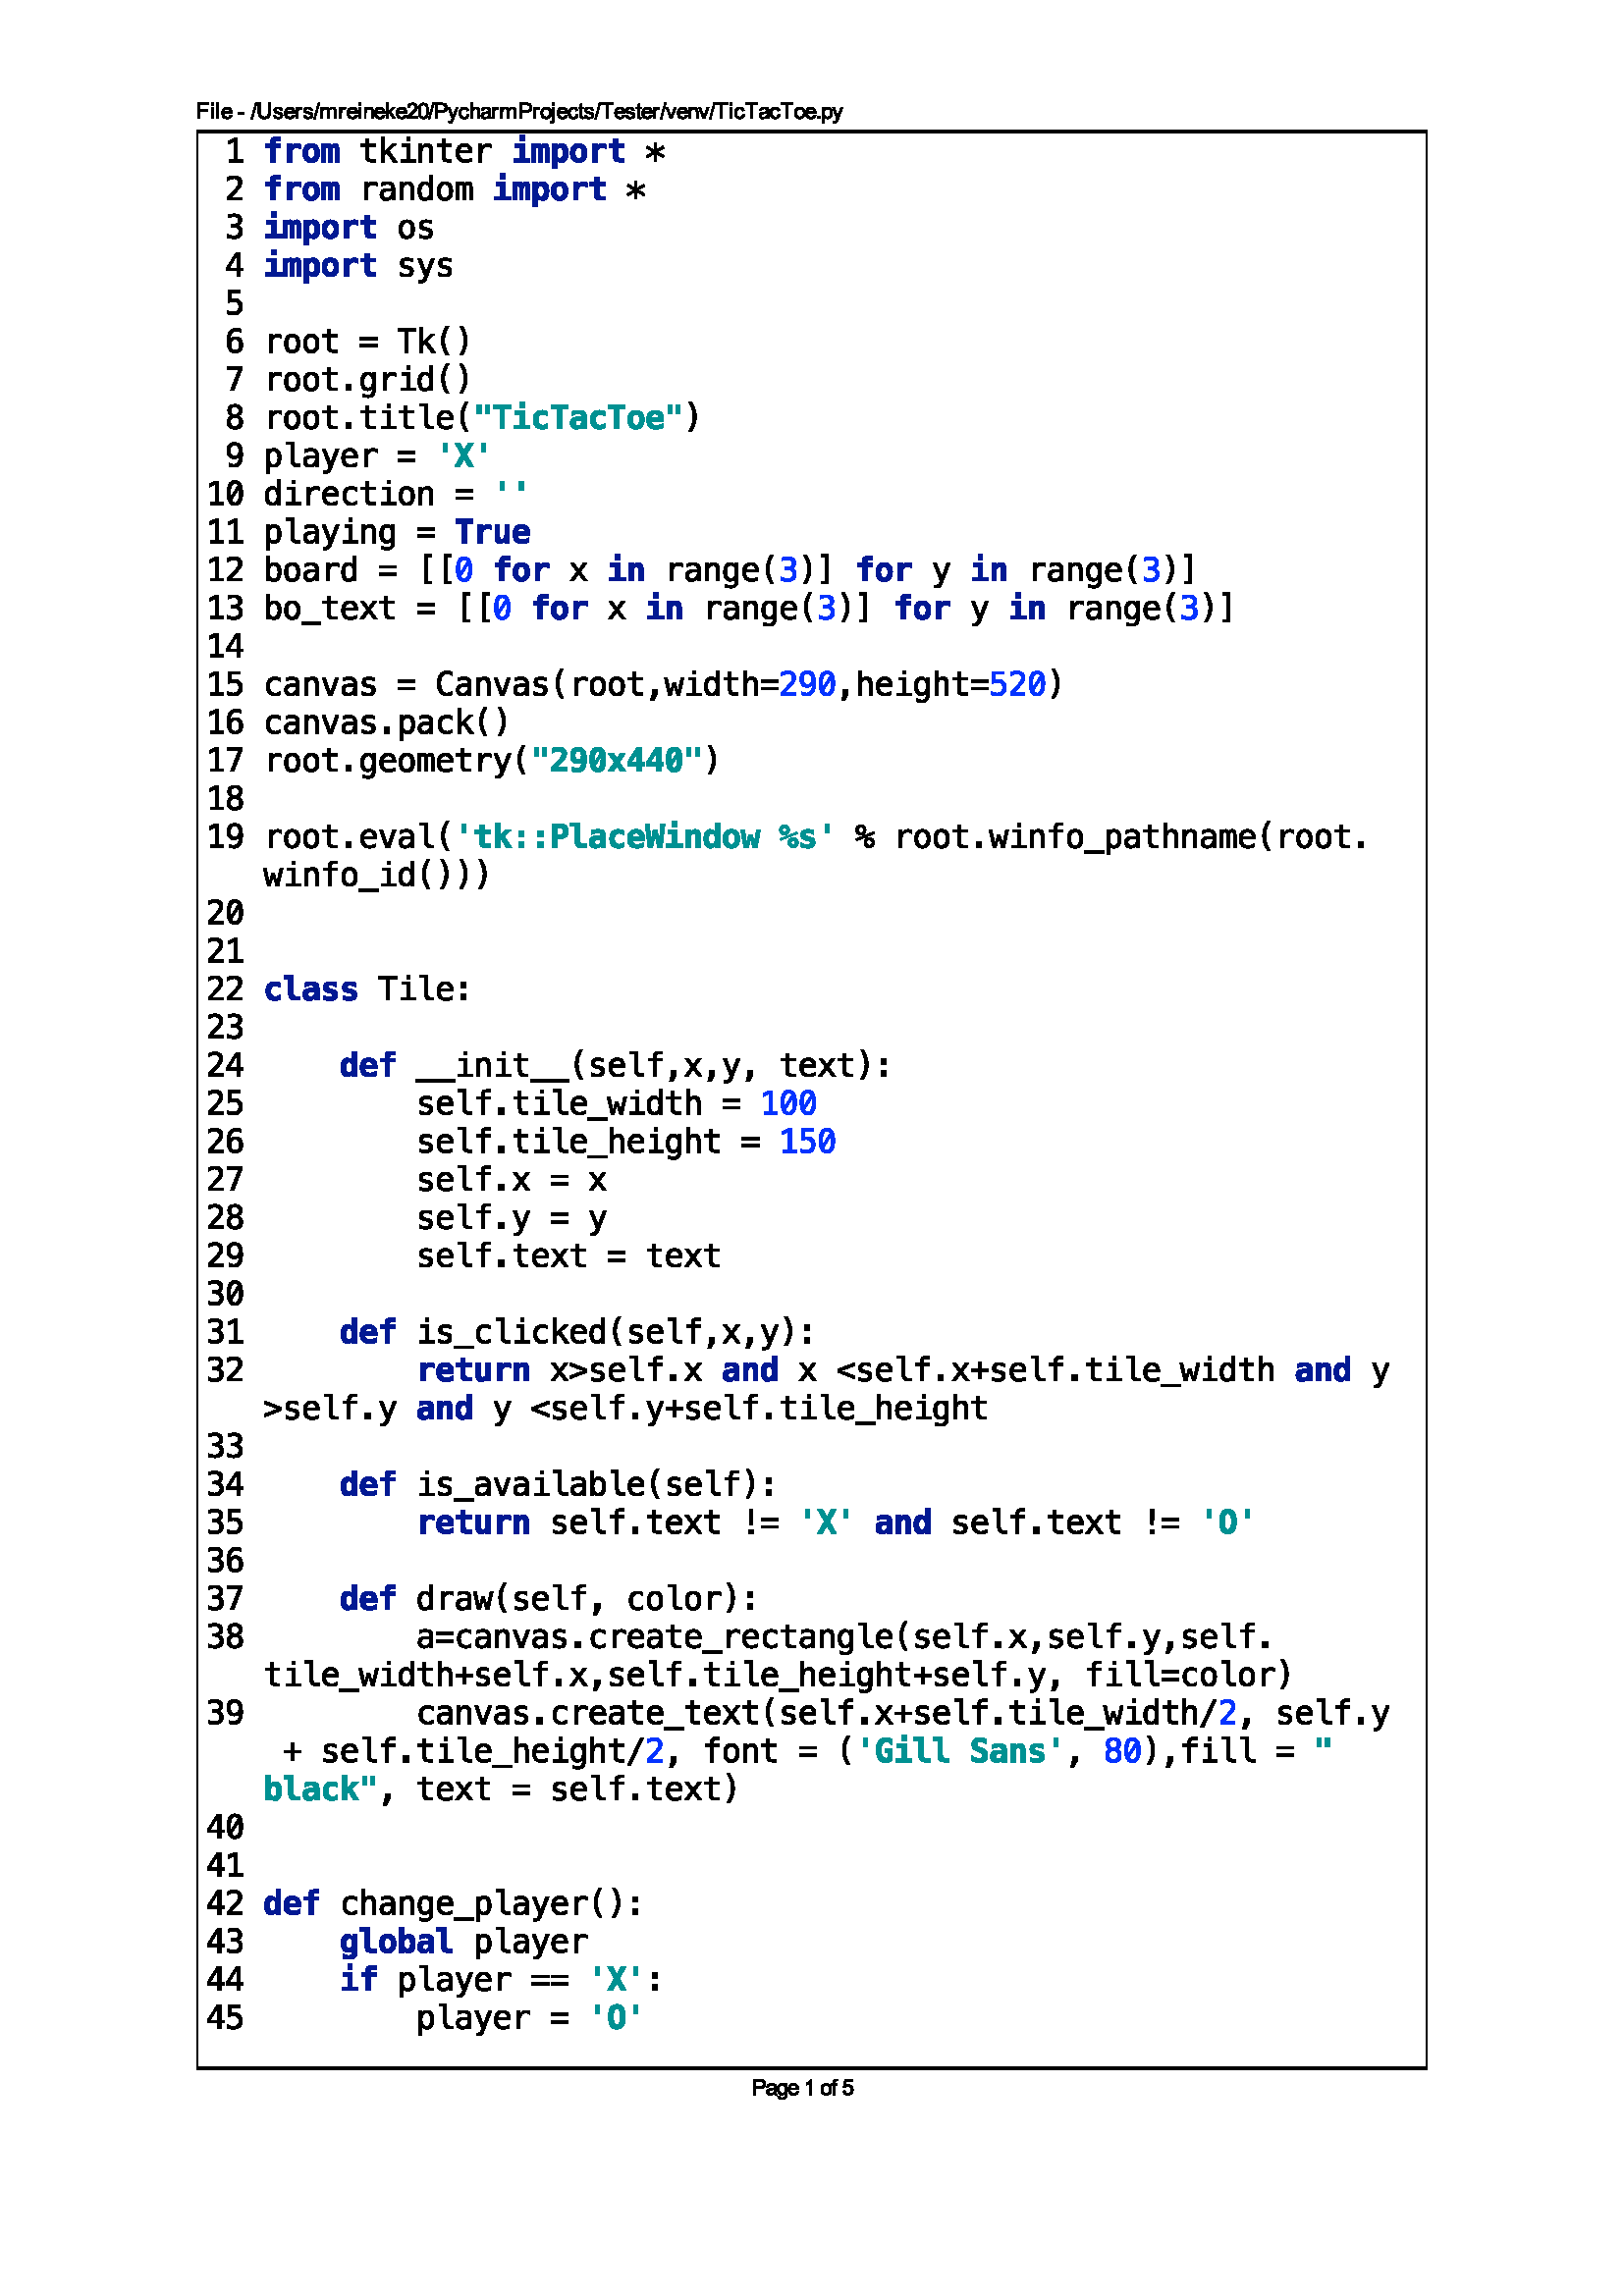 File - /Users/mreineke20/PycharmProjects/Tester/venv/TicTacToe.py
1 from tkinter import *
2 from random import *
3 import os
4 import sys
5
6 root = Tk()
7 root.grid()
8 root.title("TicTacToe")
9 player = 'X'
10 direction = ''
11 playing = True
12 board = [[0 for x in range(3)] for y in range(3)]
13 bo_text = [[0 for x in range(3)] for y in range(3)]
14
15 canvas = Canvas(root,width=290,height=520)
16 canvas.pack()
17 root.geometry("290x440")
18
19 root.eval('tk::PlaceWindow %s' % root.winfo_pathname(root.
winfo_id()))
20
21
22 class Tile:
23
24     def __init__(self,x,y, text):
25         self.tile_width = 100
26         self.tile_height = 150
27         self.x = x
28         self.y = y
29         self.text = text
30
31     def is_clicked(self,x,y):
32         return x>self.x and x <self.x+self.tile_width and y
>self.y and y <self.y+self.tile_height
33
34     def is_available(self):
35         return self.text != 'X' and self.text != 'O'
36
37     def draw(self, color):
38         a=canvas.create_rectangle(self.x,self.y,self.
tile_width+self.x,self.tile_height+self.y, fill=color)
39         canvas.create_text(self.x+self.tile_width/2, self.y
 + self.tile_height/2, font = ('Gill Sans', 80),fill = "
black", text = self.text)
40
41
42 def change_player():
43     global player
44     if player == 'X':
45         player = 'O'
Page 1 of 5